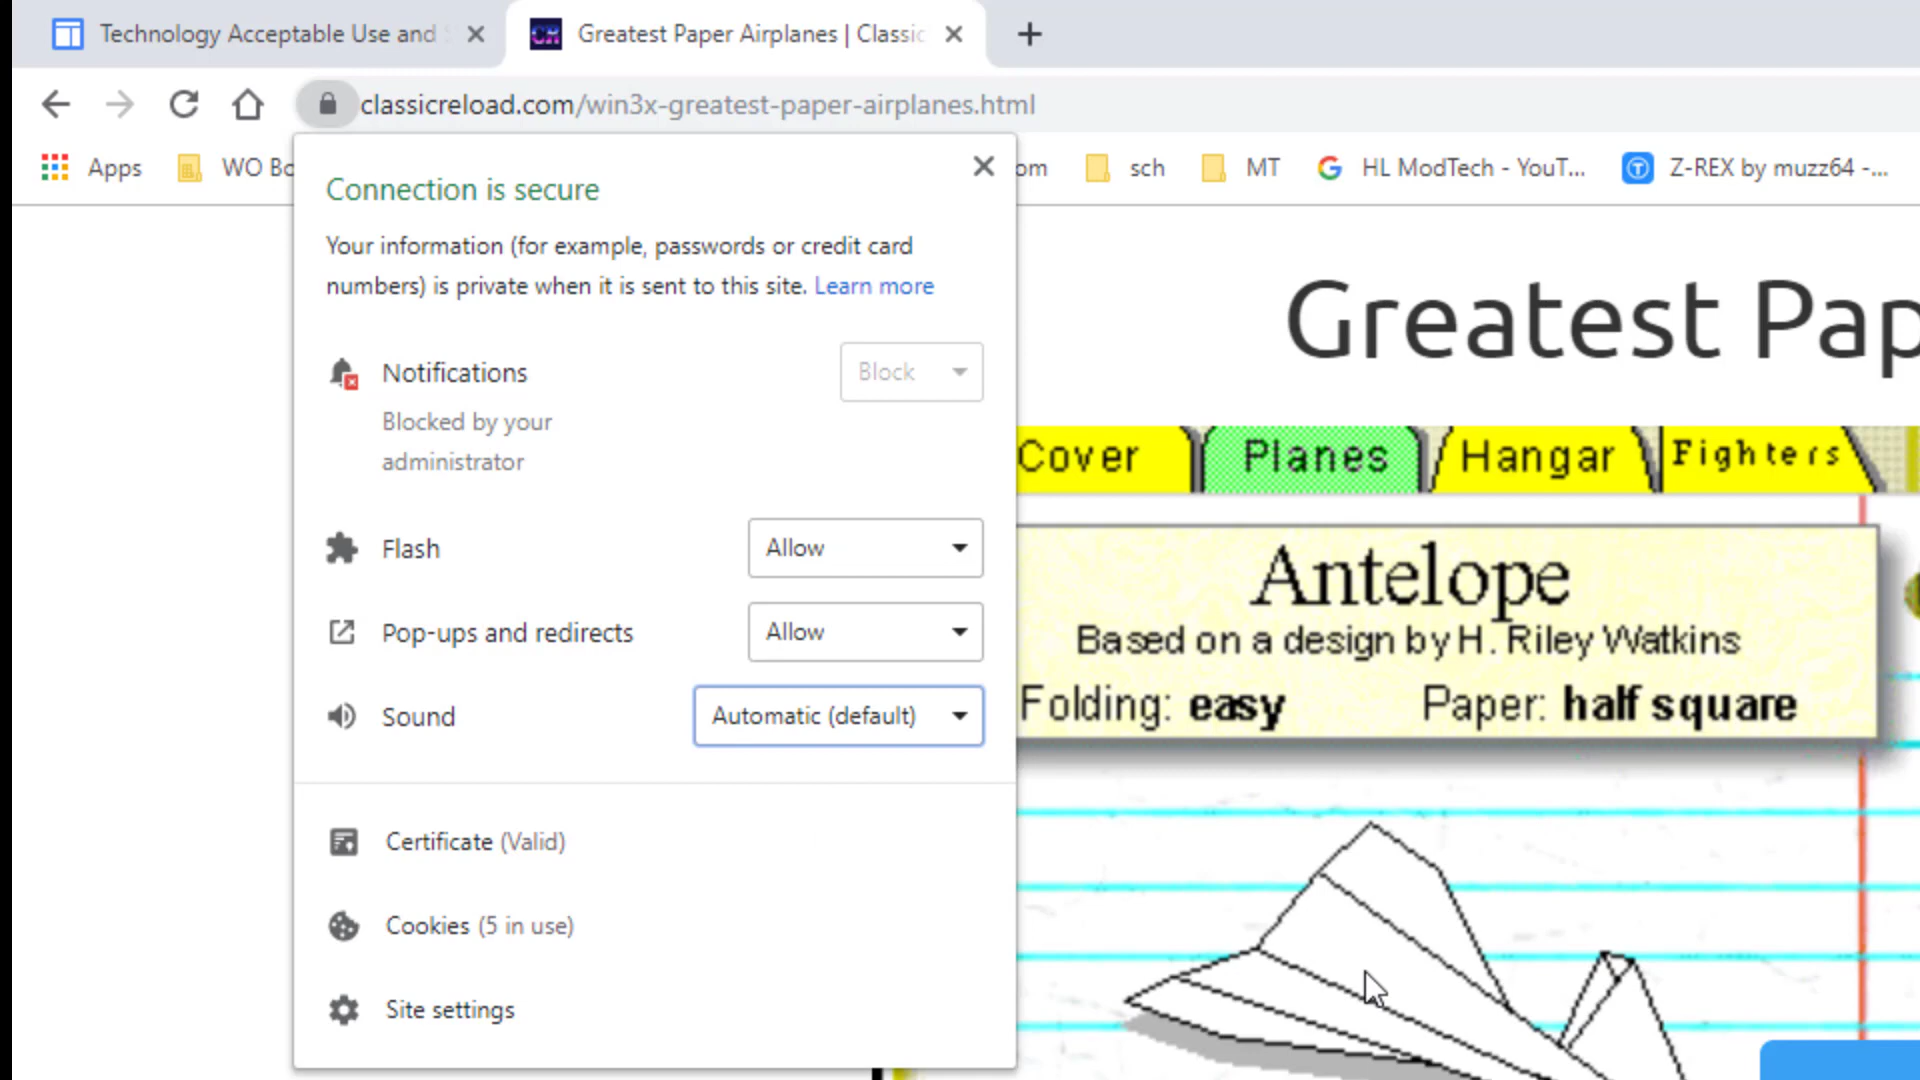 Technology Acceptable Use and
Greatest Paper Airplanes | Classic
classicreload.com/win3x-greatest-paper-airplanes.html
Apps
WO Bo
om
sch
MT
HL ModTech - YouT...
Z-REX by muzz64 -...
Connection is secure
Your information (for example, passwords or credit card
numbers) is private when it is sent to this site. Learn more
Notifications
Block
Blocked by your
administrator
Flash
Allow
Pop-ups and redirects
Allow
Sound
Automatic (default)
Certificate (Valid)
Cookies (5 in use)
Site settings
Greatest Pap
Cover
Planes
Hangar
Fighters
Antelope
Based on a design by H. Riley Watkins
Folding: easy
Paper: half square